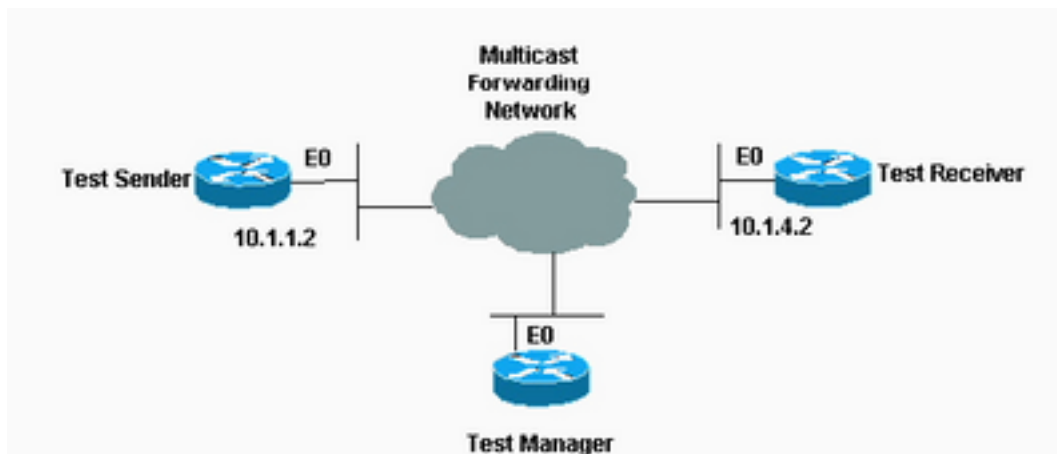 Multicast
Forwarding
Network
Test Sender
E0
10.1.1.2
E0
Test Receiver
10.1.4.2
E0
Test Manager